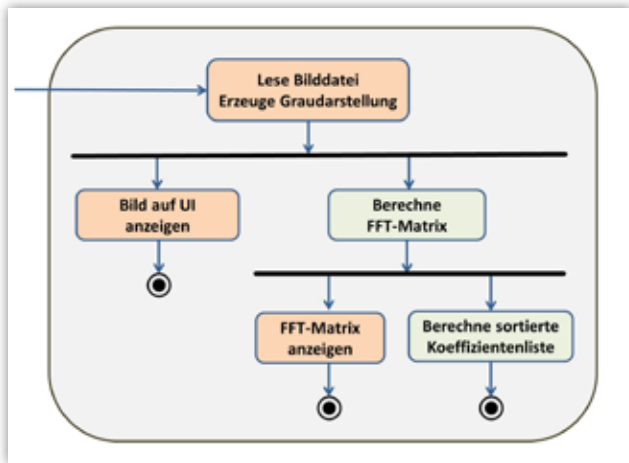 Lese Bilddatei
Erzeuge Graudarstellung
Bild auf UI
anzeigen
Berechne
FFT-Matrix
FFT-Matrix
anzeigen
Berechne sortierte
Koeffizientenliste